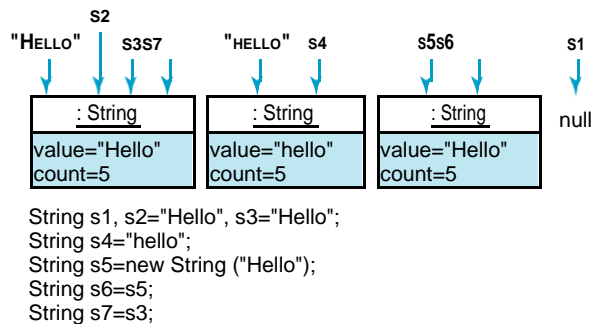 s2
"HELLO" s3s7 "HELLO" s4 s5s6 s1
: String : String : String null
value="Hello" value="hello" value="Hello"
count=5 count=5 count=5
String s1, s2="Hello", s3="Hello";
String s4="hello";
String s5=new String ("Hello");
String s6=s5;
String s7=s3;